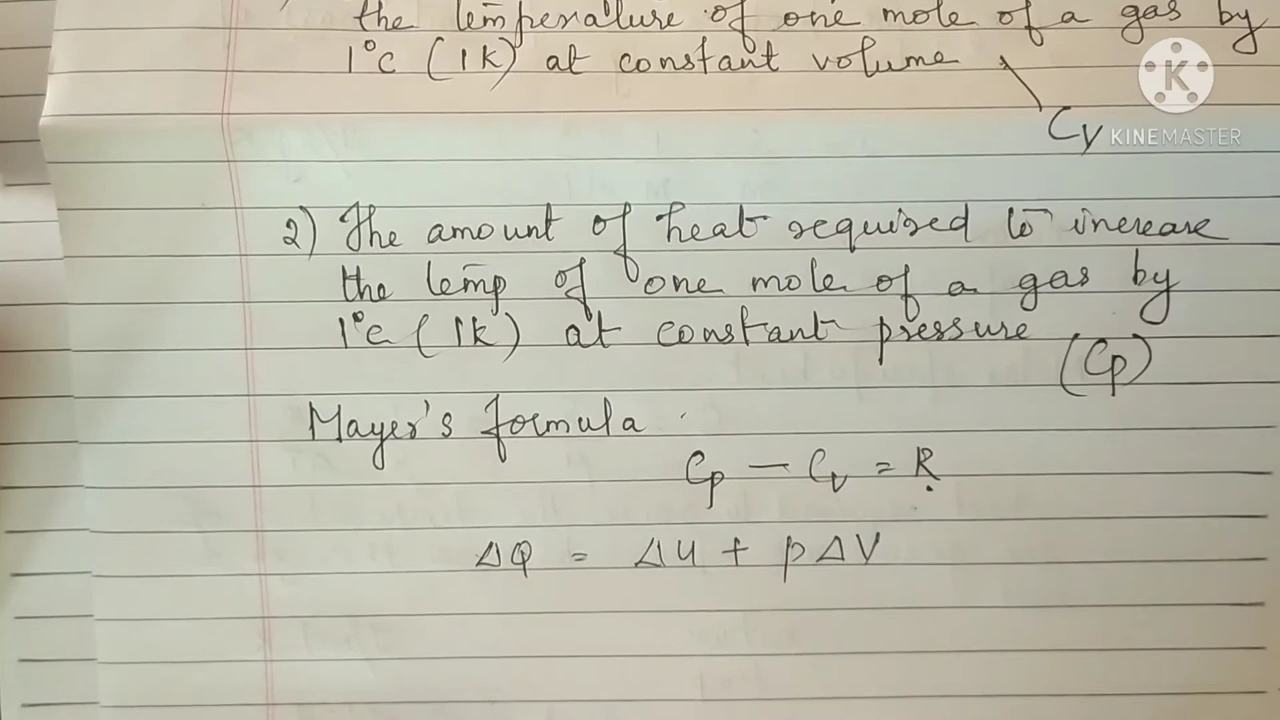 the temperature of one mole of a gas by
1°c (1k) at constant volume
Cv
K
KINEMASTER
2) The amount of heat required to increase
the temp of one mole of a gas by
1°c (1k) at constant pressure
(Cp)
Mayer's formula
Cp — Cv = R
ΔQ = ΔU + pΔV